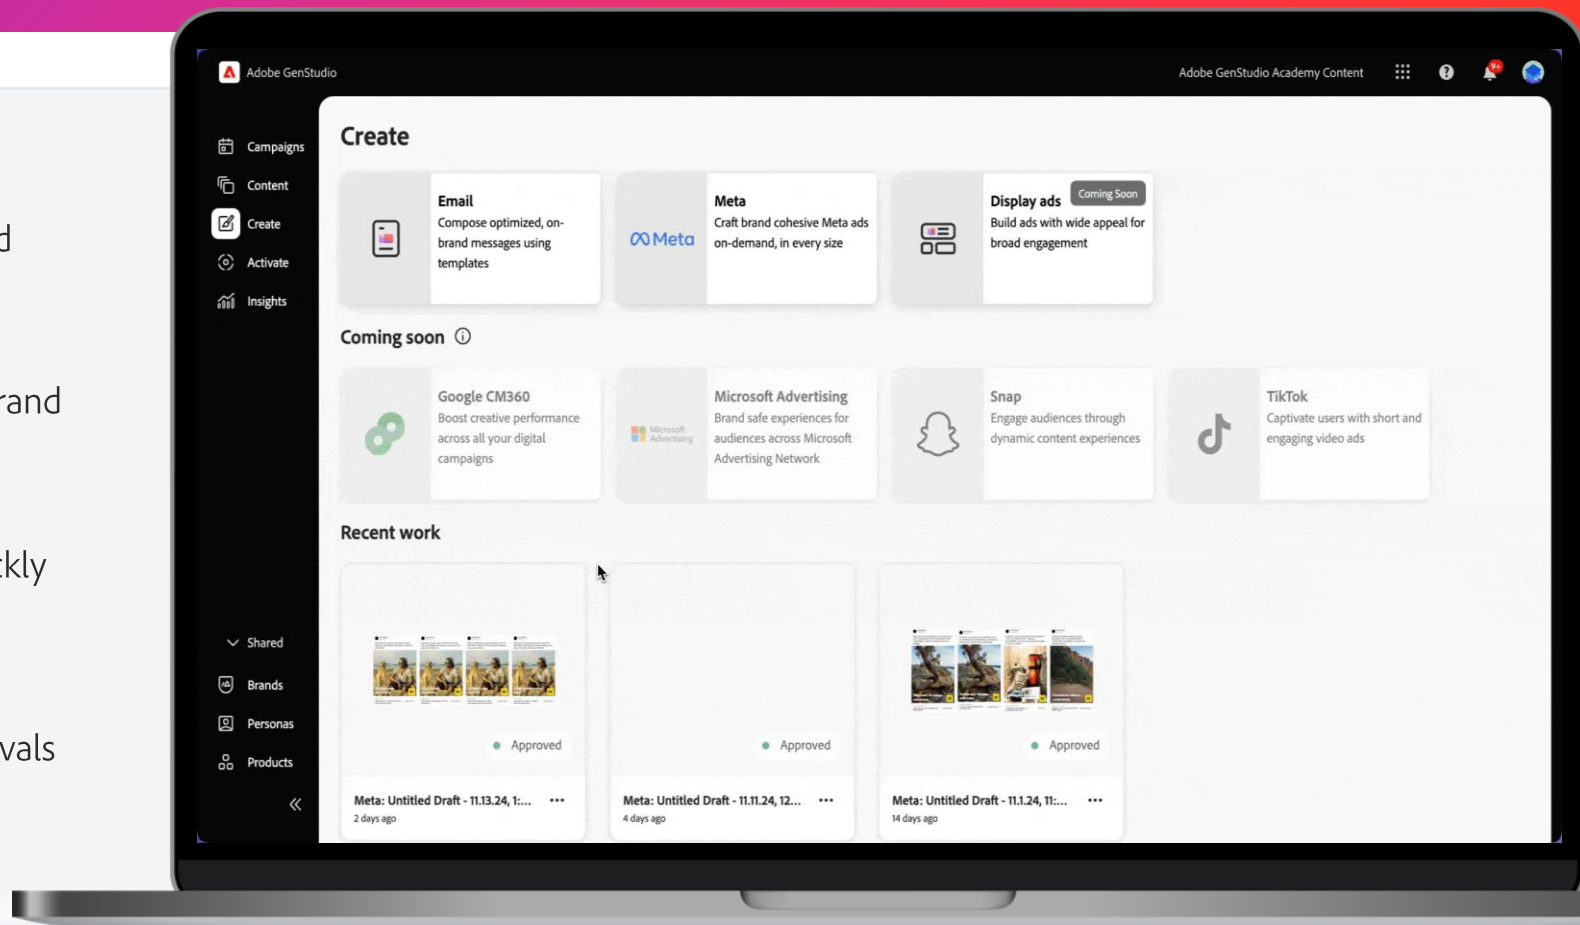 d
rand
ckly
vals
Adobe GenStudio
Adobe GenStudio Academy Content
9+
Campaigns
Content
Create
Activate
Insights
Shared
Brands
Personas
Products
Create
Email
Compose optimized, on-
brand messages using
templates
Meta
Meta
Craft brand cohesive Meta ads
on-demand, in every size
Display ads
Coming Soon
Build ads with wide appeal for
broad engagement
Coming soon
Google CM360
Boost creative performance
across all your digital
campaigns
Microsoft
Advertising
Microsoft Advertising
Brand safe experiences for
audiences across Microsoft
Advertising Network
Snap
Engage audiences through
dynamic content experiences
TikTok
Captivate users with short and
engaging video ads
Recent work
Approved
Meta: Untitled Draft - 11.13.24, 1:...
2 days ago
Approved
Meta: Untitled Draft - 11.11.24, 12...
4 days ago
Approved
Meta: Untitled Draft - 11.1.24, 11:...
14 days ago